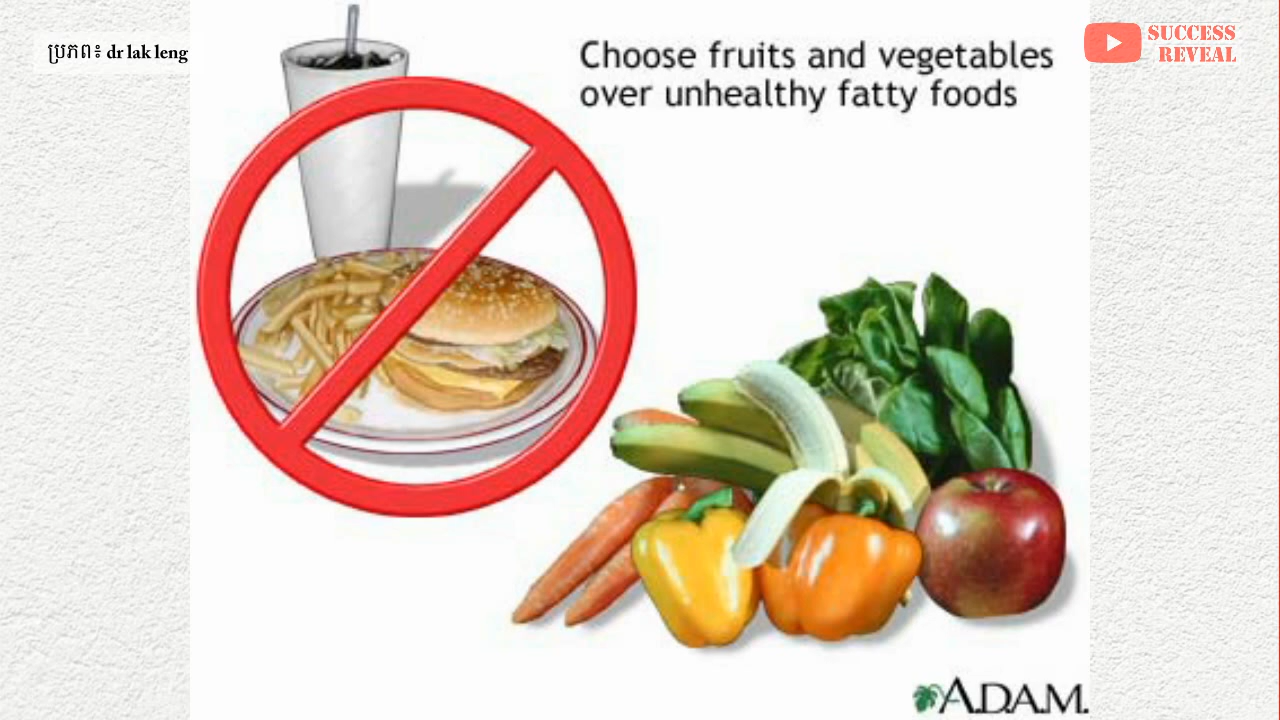 ប្រភព៖ dr lak leng
SUCCESS
REVEAL
Choose fruits and vegetables
over unhealthy fatty foods
A.D.A.M.